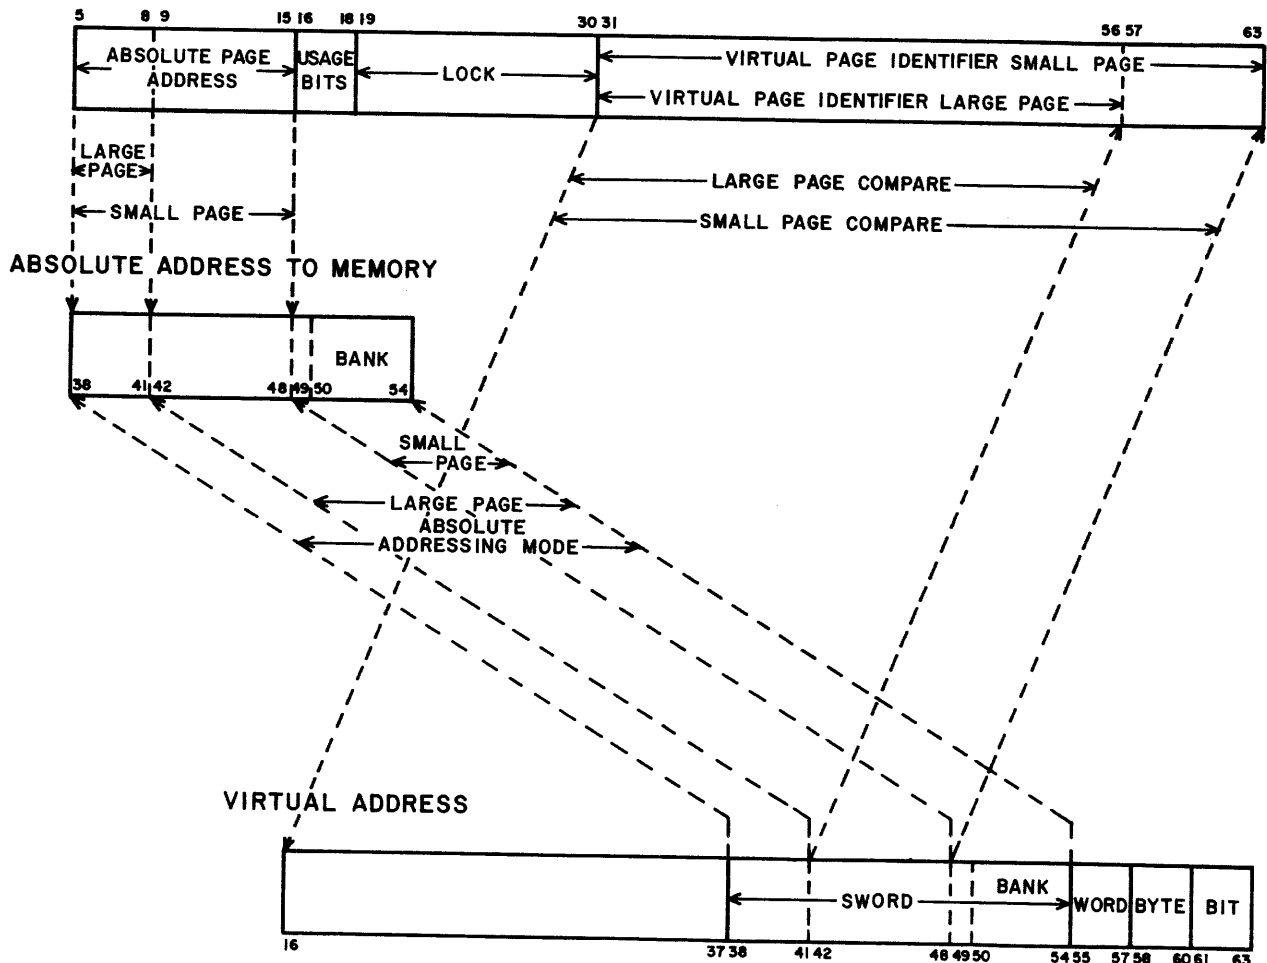 5 8 9 15 16 18 19 30 31 56 57 63
ABSOLUTE PAGE
ADDRESS
USAGE
BITS
LOCK
VIRTUAL PAGE IDENTIFIER SMALL PAGE
VIRTUAL PAGE IDENTIFIER LARGE PAGE
LARGE
PAGE
LARGE PAGE COMPARE
SMALL PAGE
SMALL PAGE COMPARE
ABSOLUTE ADDRESS TO MEMORY
BANK
38 41 42 48 49 50 54
SMALL
PAGE
LARGE PAGE
ABSOLUTE
ADDRESSING MODE
VIRTUAL ADDRESS
SWORD
BANK
WORD
BYTE
BIT
16 37 38 41 42 48 49 50 54 55 57 58 60 61 63